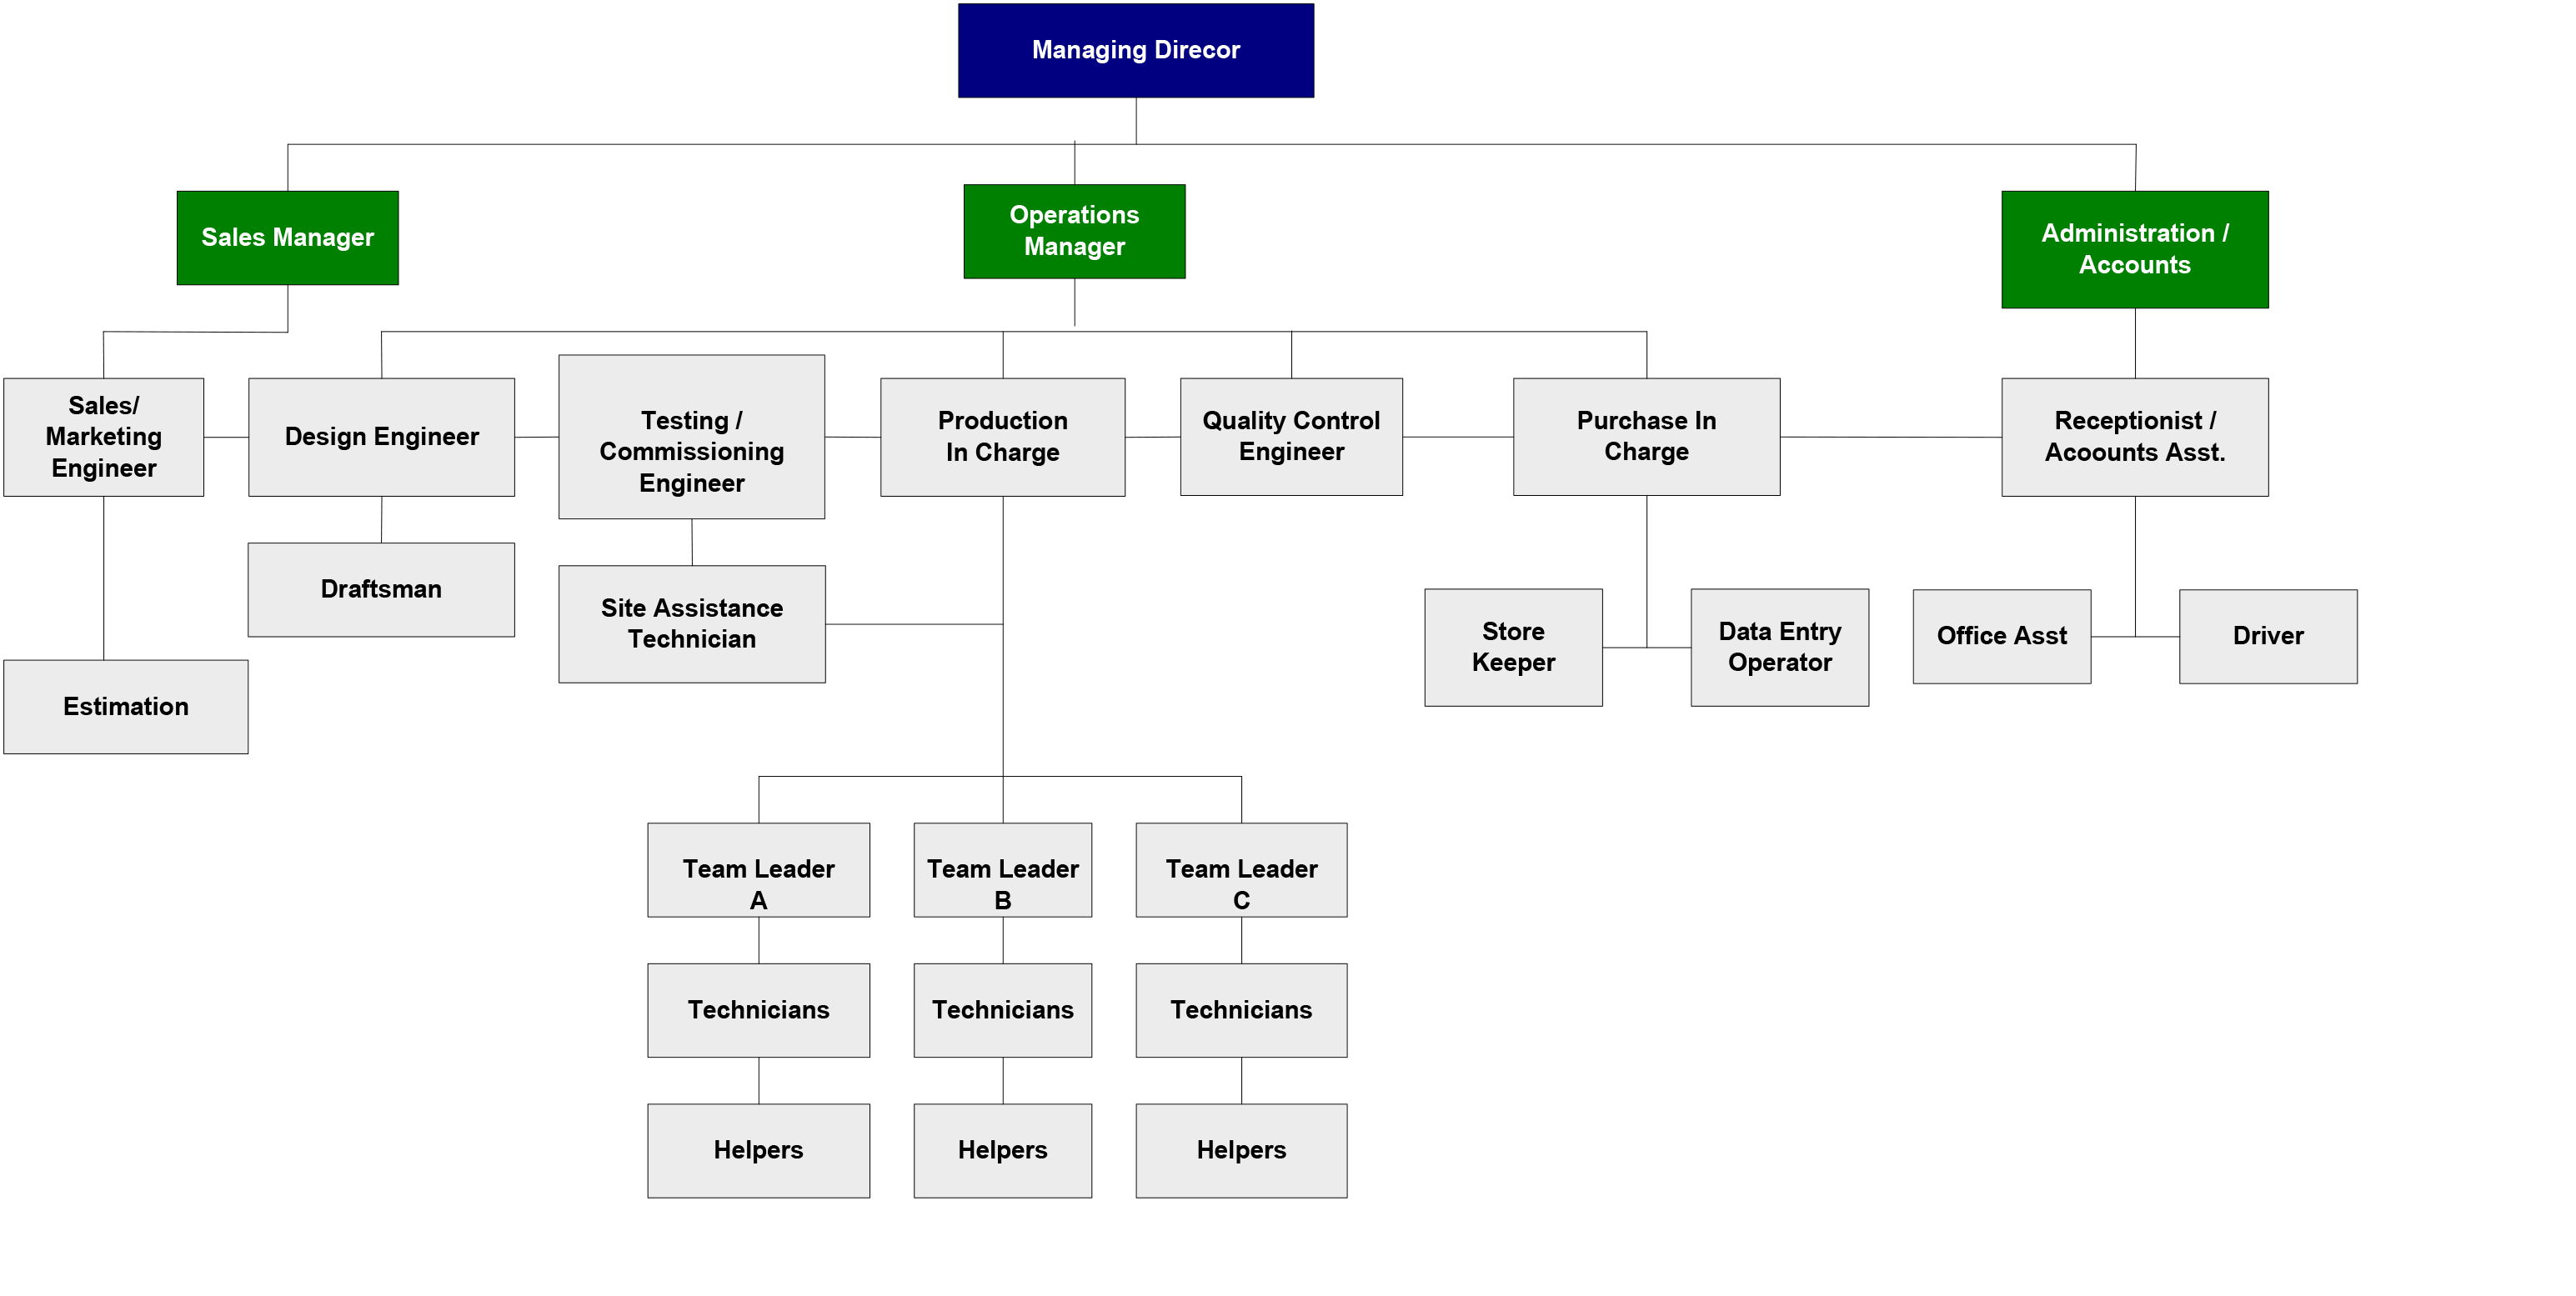 Managing Direcor
Sales Manager
Operations
Manager
Administration /
Accounts
Sales/
Marketing
Engineer
Design Engineer
Testing /
Commissioning
Engineer
Production
In Charge
Quality Control
Engineer
Purchase In
Charge
Receptionist /
Acoounts Asst.
Draftsman
Site Assistance
Technician
Store
Keeper
Data Entry
Operator
Office Asst
Driver
Estimation
Team Leader
A
Team Leader
B
Team Leader
C
Technicians
Technicians
Technicians
Helpers
Helpers
Helpers